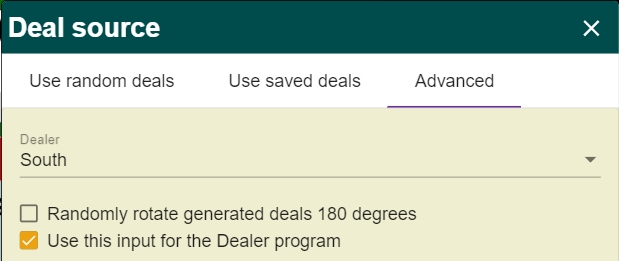 Deal source
Use random deals Use saved deals Advanced
Dealer
South
Randomly rotate generated deals 180 degrees
Use this input for the Dealer program